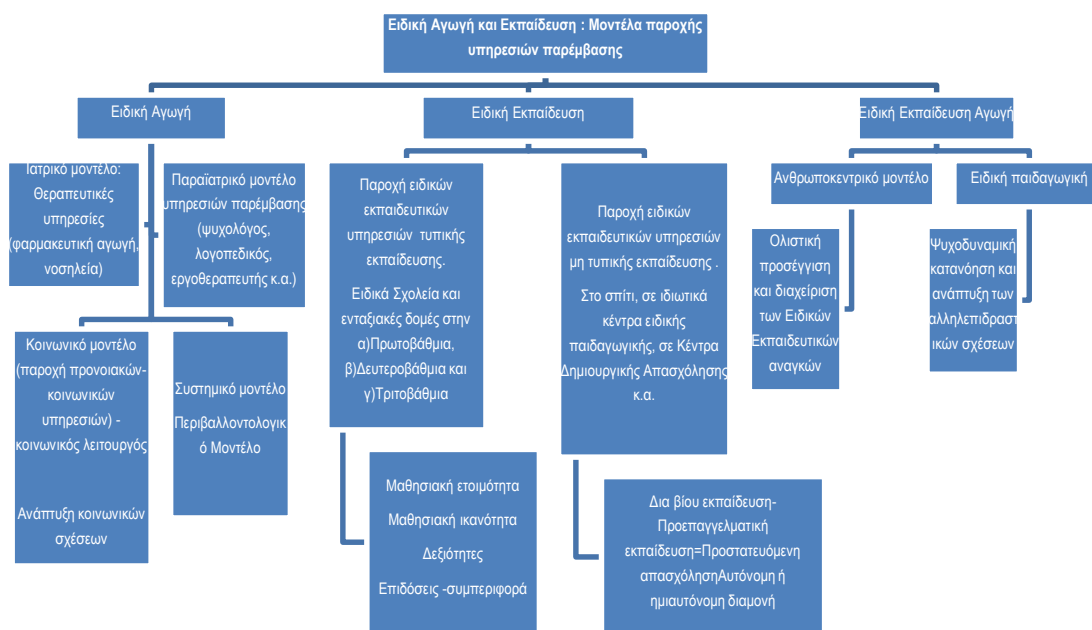 Ειδική Αγωγή και Εκπαίδευση : Μοντέλα παροχής
υπηρεσιών παρέμβασης
Ειδική Αγωγή
Ειδική Εκπαίδευση
Ειδική Εκπαίδευση Αγωγή
Ιατρικό μοντέλο:
Θεραπευτικές
υπηρεσίες
(φαρμακευτική αγωγή,
νοσηλεία)
Παραϊατρικό μοντέλο
υπηρεσιών παρέμβασης
(ψυχολόγος,
λογοπεδικός,
εργοθεραπευτής κ.α.)
Κοινωνικό μοντέλο
(παροχή προνοιακών-
κοινωνικών
υπηρεσιών) -
κοινωνικός λειτουργός
Ανάπτυξη κοινωνικών
σχέσεων
Συστημικό μοντέλο
Περιβαλλοντολογικ
ό Μοντέλο
Παροχή ειδικών
εκπαιδευτικών
υπηρεσιών τυπικής
εκπαίδευσης.
Ειδικά Σχολεία και
ενταξιακές δομές στην
α)Πρωτοβάθμια,
β)Δευτεροβάθμια και
γ)Τριτοβάθμια
Μαθησιακή ετοιμότητα
Μαθησιακή ικανότητα
Δεξιότητες
Επιδόσεις -συμπεριφορά
Παροχή ειδικών
εκπαιδευτικών υπηρεσιών
μη τυπικής εκπαίδευσης .
Στο σπίτι, σε ιδιωτικά
κέντρα ειδικής
παιδαγωγικής, σε Κέντρα
Δημιουργικής Απασχόλησης
κ.α.
Δια βίου εκπαίδευση-
Προεπαγγελματική
εκπαίδευση=Προστατευόμενη
απασχόλησηΑυτόνομη ή
ημιαυτόνομη διαμονή
Ανθρωποκεντρικό μοντέλο
Ολιστική
προσέγγιση
και διαχείριση
των Ειδικών
Εκπαιδευτικών
αναγκών
Ειδική παιδαγωγική
Ψυχοδυναμική
κατανόηση και
ανάπτυξη των
αλληλεπιδραστ
ικών σχέσεων